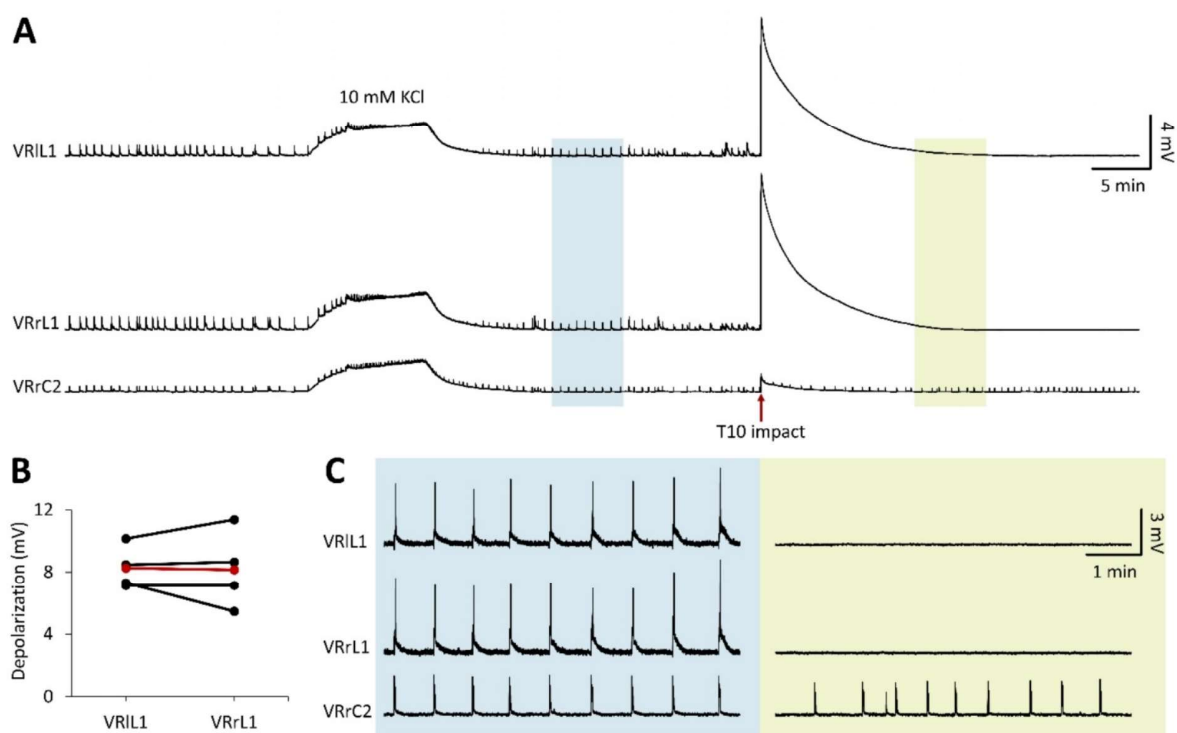 A
10 mM KCl
VRlL1
4 mV
5 min
VRrL1
VRrC2
T10 impact
B
Depolarization (mV)
12
8
4
0
VRlL1
VRrL1
C
VRlL1
3 mV
1 min
VRrL1
VRrC2